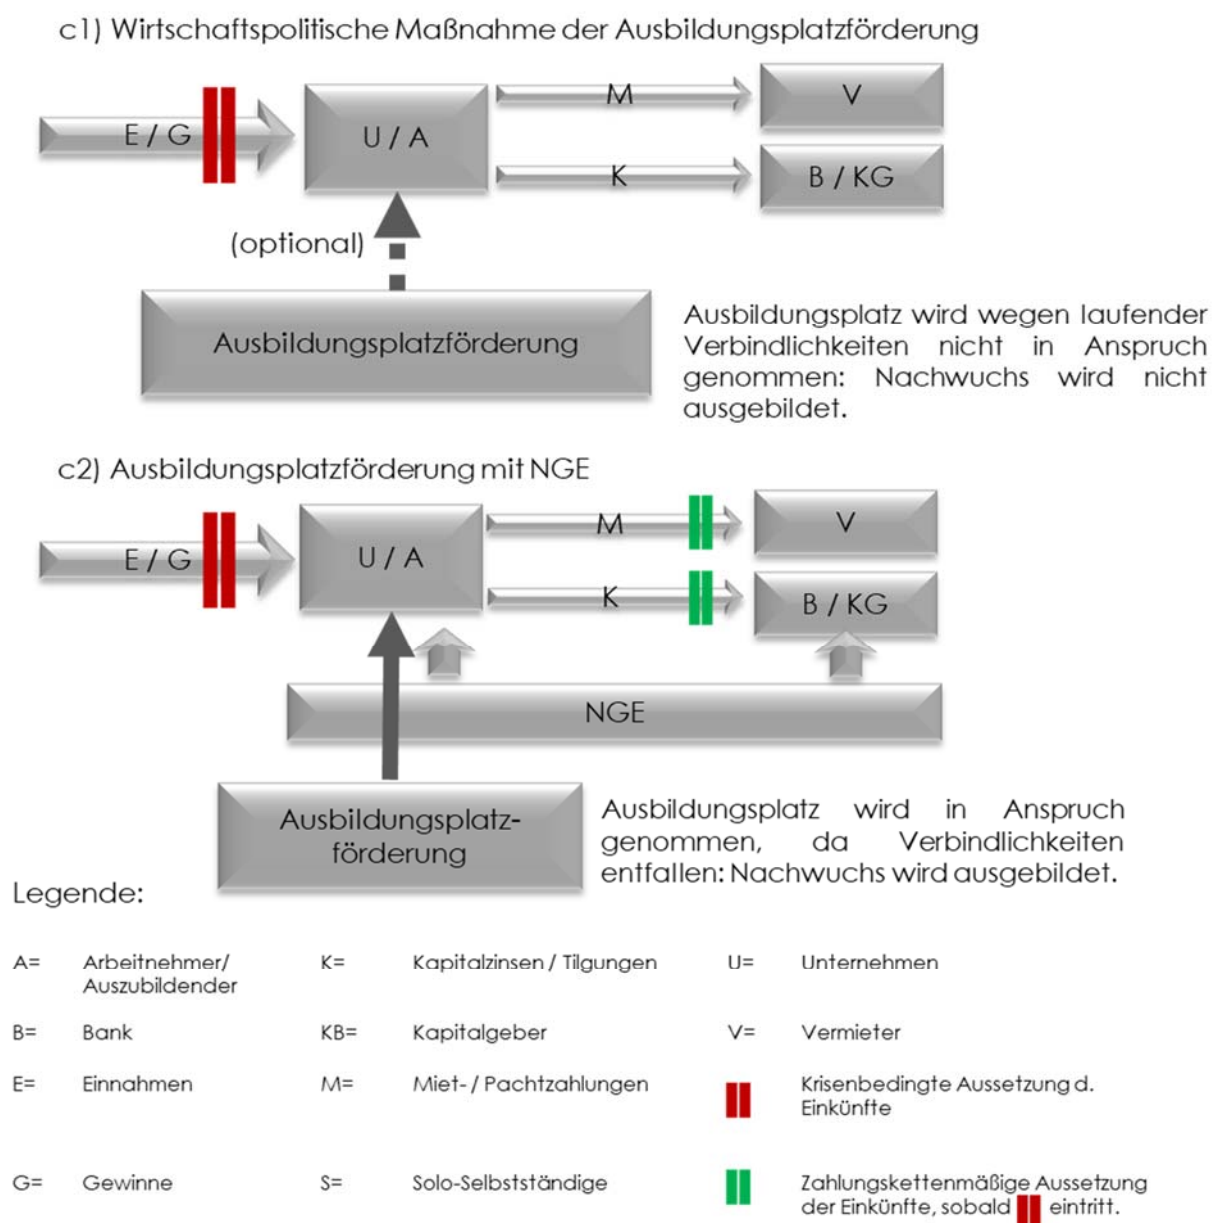 c1) Wirtschaftspolitische Maßnahme der Ausbildungsplatzförderung
E / G
U / A
M
V
K
B / KG
(optional)
Ausbildungsplatzförderung
Ausbildungsplatz wird wegen laufender
Verbindlichkeiten nicht in Anspruch
genommen: Nachwuchs wird nicht
ausgebildet.
c2) Ausbildungsplatzförderung mit NGE
E / G
U / A
M
V
K
B / KG
NGE
Ausbildungsplatz-
förderung
Ausbildungsplatz wird in Anspruch
genommen, da Verbindlichkeiten
entfallen: Nachwuchs wird ausgebildet.
Legende:
A= Arbeitnehmer/
Auszubildender
K= Kapitalzinsen / Tilgungen
U= Unternehmen
B= Bank
KB= Kapitalgeber
V= Vermieter
E= Einnahmen
M= Miet- / Pachtzahlungen
Krisenbedingte Aussetzung d.
Einkünfte
G= Gewinne
S= Solo-Selbstständige
Zahlungskettenmäßige Aussetzung
der Einkünfte, sobald eintritt.